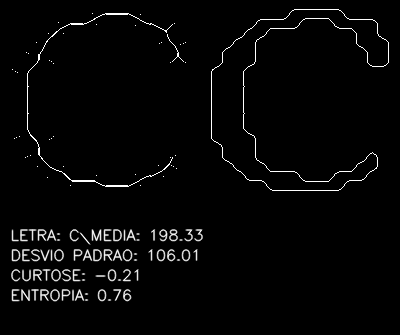 LETRA: C\MEDIA: 198.33
DESVIO PADRAO: 106.01
CURTOSE: -0.21
ENTROPIA: 0.76